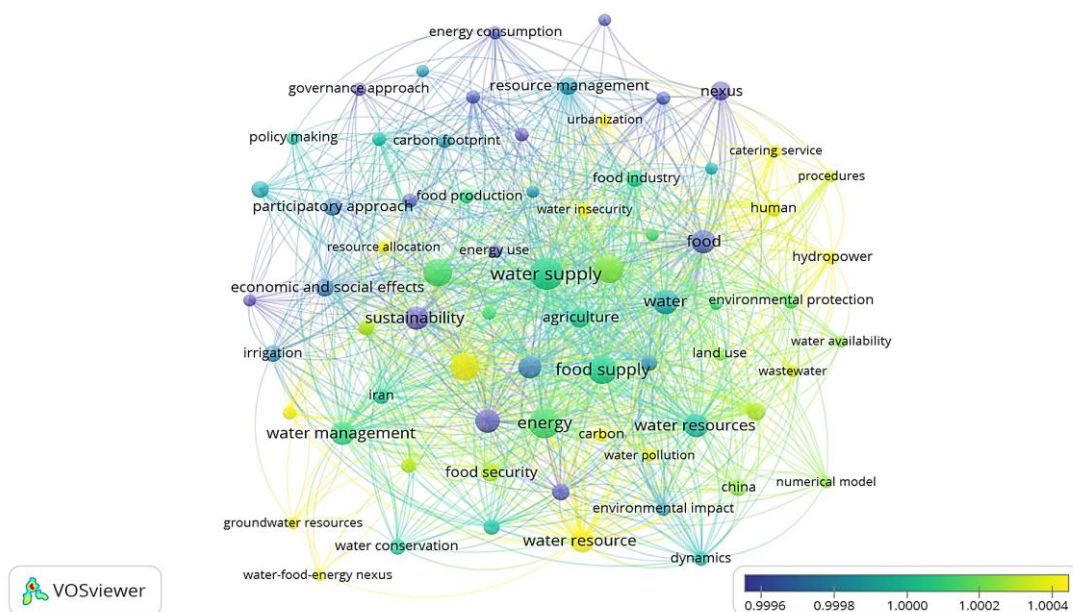 energy consumption
governance approach
resource management
nexus
urbanization
policy making
carbon footprint
catering service
food industry
procedures
food production
participatory approach
water insecurity
human
resource allocation
energy use
food
hydropower
water supply
economic and social effects
water
environmental protection
sustainability
agriculture
water availability
irrigation
land use
food supply
wastewater
iran
energy
water resources
water management
carbon
water pollution
food security
china
numerical model
environmental impact
groundwater resources
water resource
water conservation
dynamics
water-food-energy nexus
VOSviewer
0.9996 0.9998 1.0000 1.0002 1.0004